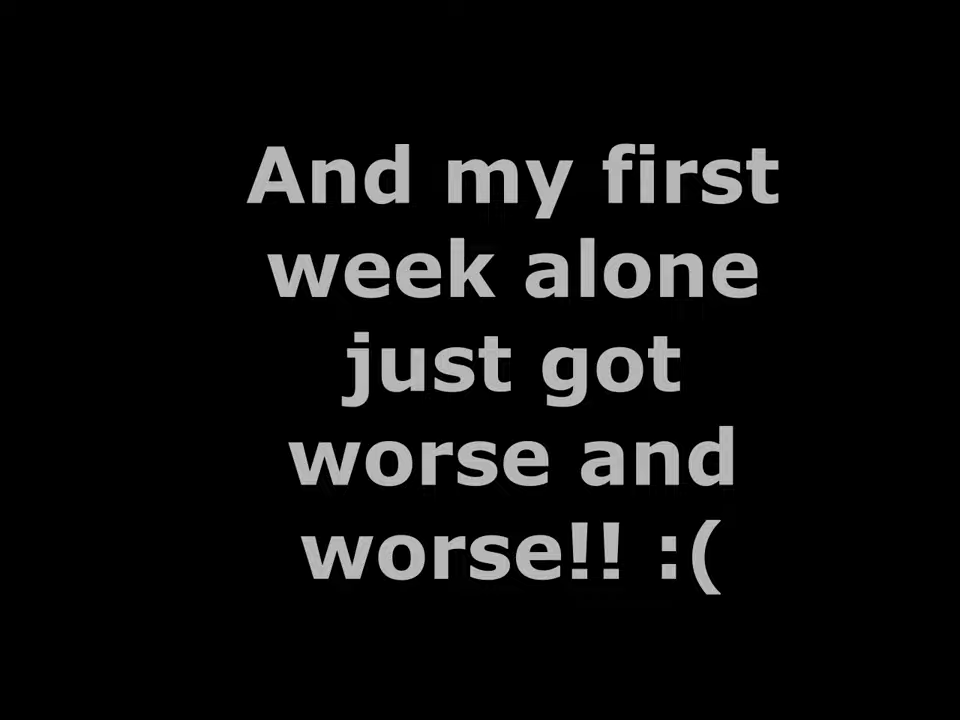 And my first
week alone
just got
worse and
worse!! :(